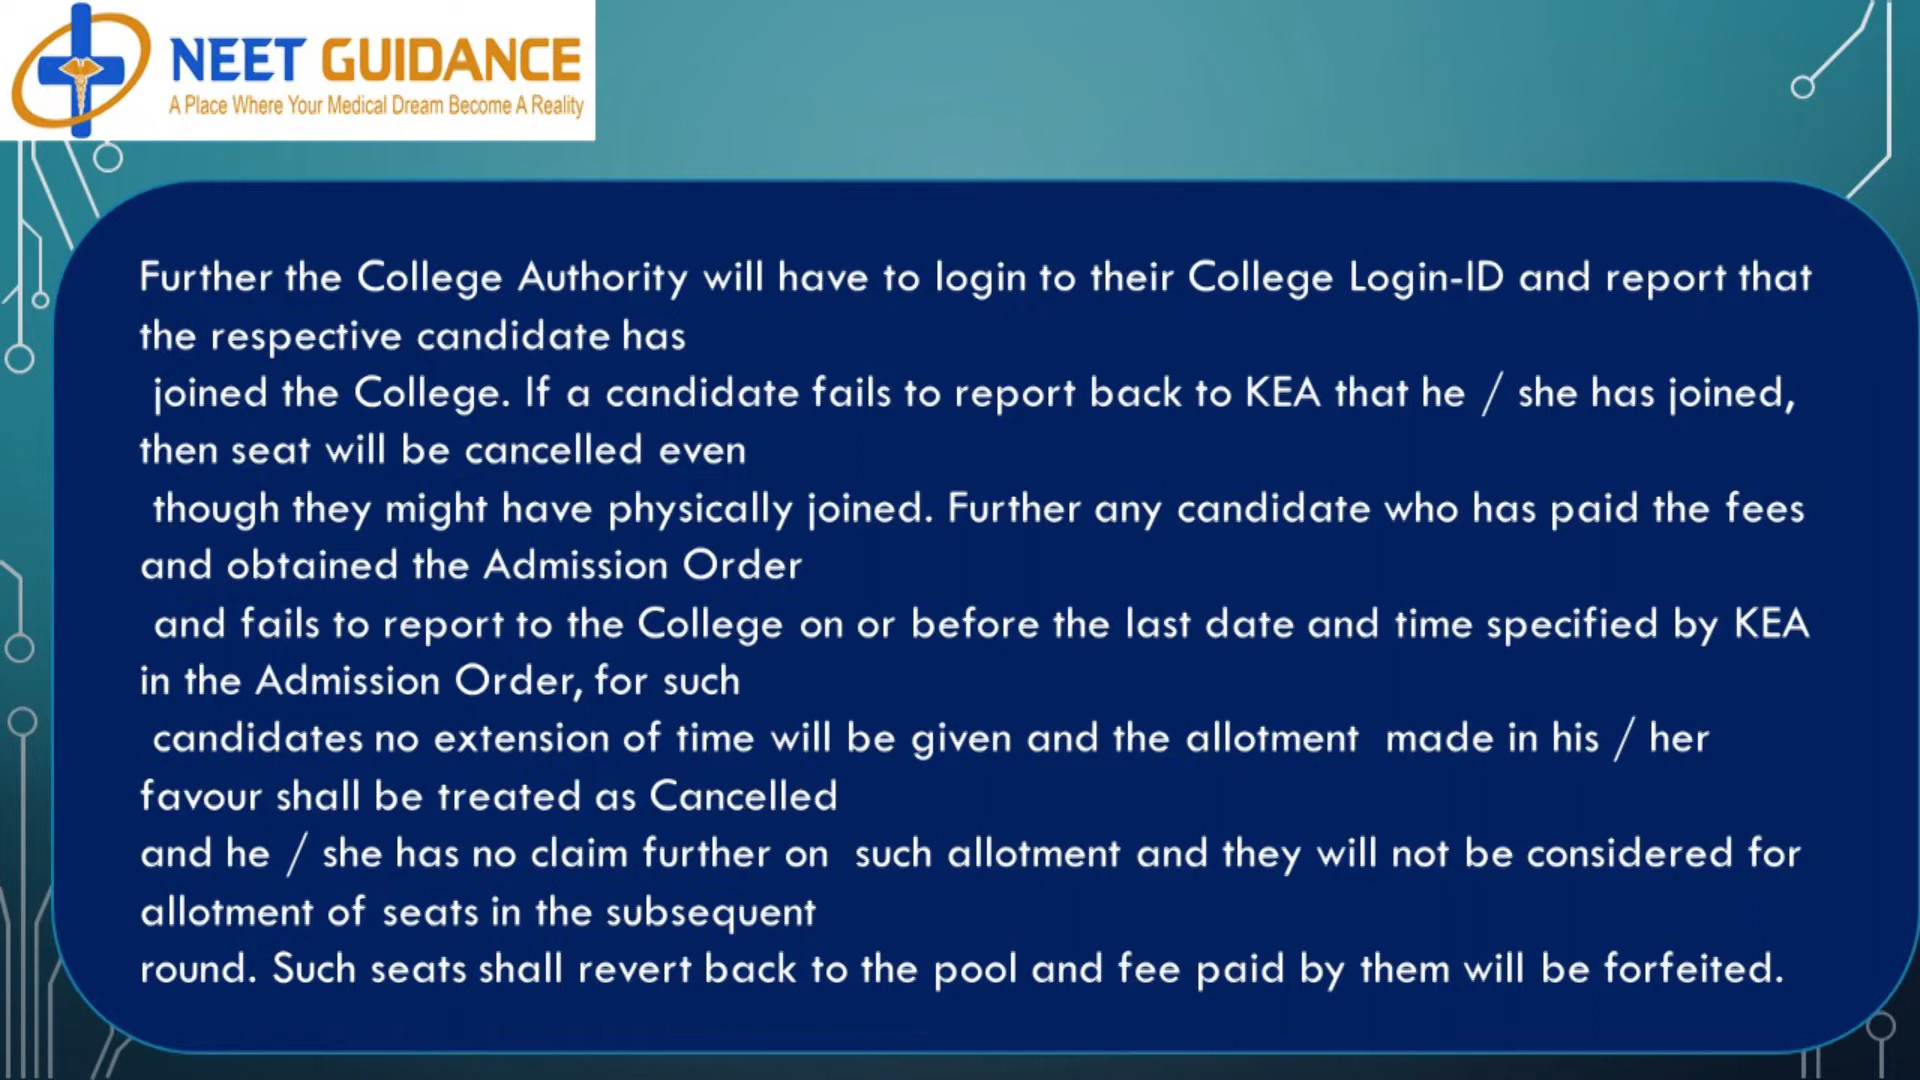 NEET GUIDANCE
A Place Where Your Medical Dream Become A Reality
Further the College Authority will have to login to their College Login-ID and report that
the respective candidate has
joined the College. If a candidate fails to report back to KEA that he / she has joined,
then seat will be cancelled even
though they might have physically joined. Further any candidate who has paid the fees
and obtained the Admission Order
and fails to report to the College on or before the last date and time specified by KEA
in the Admission Order, for such
candidates no extension of time will be given and the allotment  made in his / her
favour shall be treated as Cancelled
and he / she has no claim further on  such allotment and they will not be considered for
allotment of seats in the subsequent
round. Such seats shall revert back to the pool and fee paid by them will be forfeited.